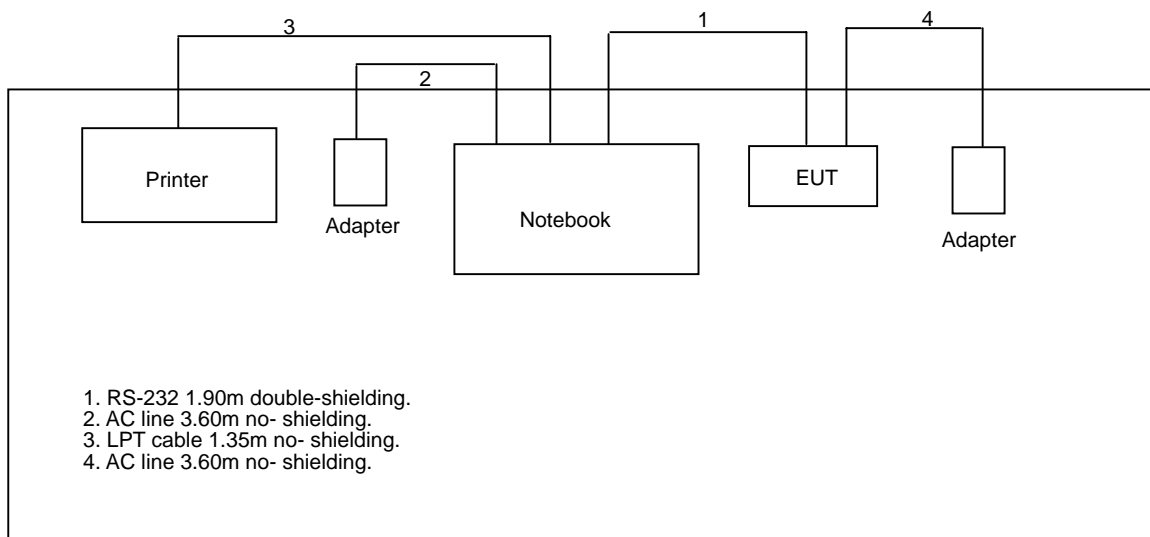 3
1
4
2
Printer
Adapter
Notebook
EUT
Adapter
1. RS-232 1.90m double-shielding.
2. AC line 3.60m no- shielding.
3. LPT cable 1.35m no- shielding.
4. AC line 3.60m no- shielding.